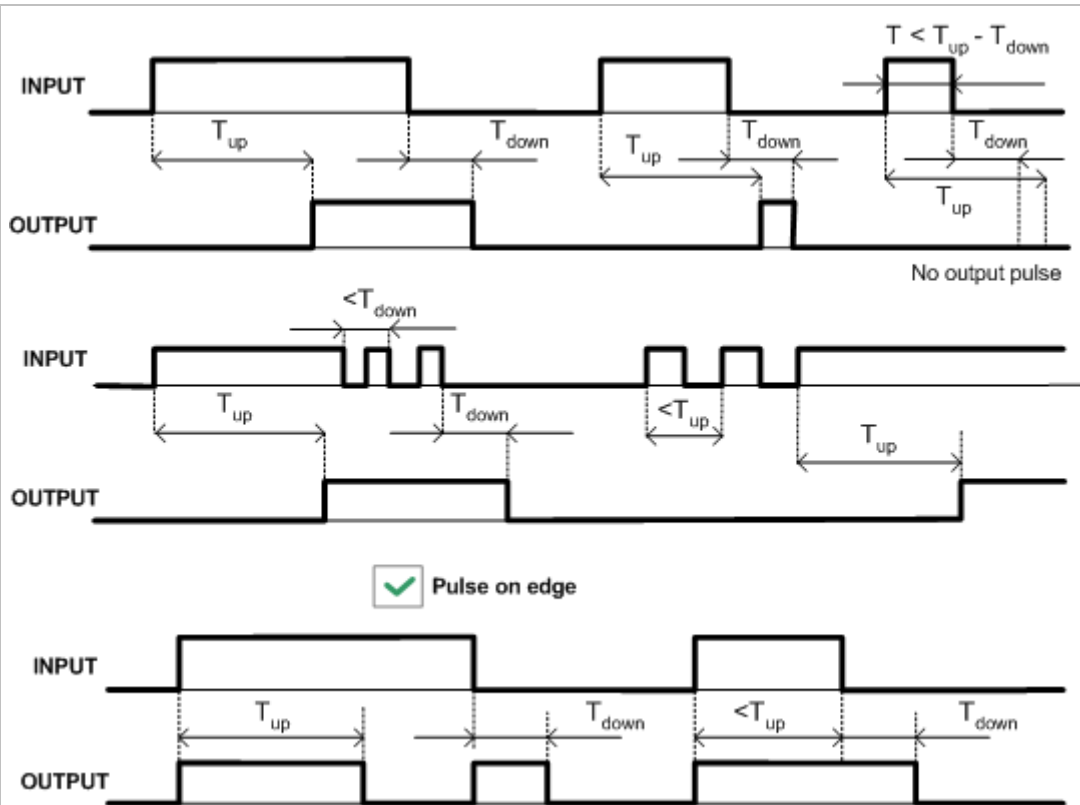 T < Tup - Tdown
INPUT
Tup
Tdown
Tup
Tdown
Tdown
Tup
OUTPUT
No output pulse
<Tdown
INPUT
Tup
Tdown
<Tup
Tup
OUTPUT
Pulse on edge
INPUT
Tup
Tdown
<Tup
Tdown
OUTPUT